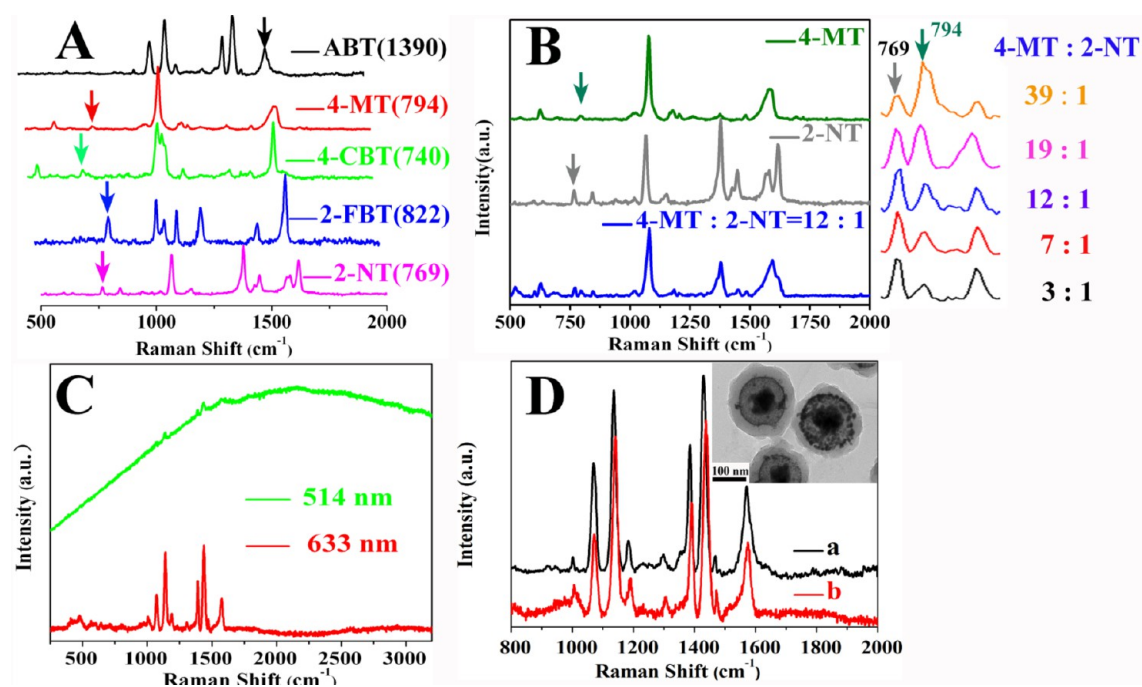 A
ABT(1390)
4-MT(794)
4-CBT(740)
2-FBT(822)
2-NT(769)
500 1000 1500 2000
Raman Shift (cm-1)
B
Intensity(a.u.)
4-MT
2-NT
4-MT : 2-NT=12 : 1
500 750 1000 1250 1500 1750 2000
Raman Shift (cm-1)
769
794
4-MT : 2-NT
39 : 1
19 : 1
12 : 1
7 : 1
3 : 1
C
Intensity (a.u.)
514 nm
633 nm
500 1000 1500 2000 2500 3000
Raman Shift (cm-1)
D
Intensity (a.u.)
100 nm
a
b
800 1000 1200 1400 1600 1800 2000
Raman Shift (cm-1)